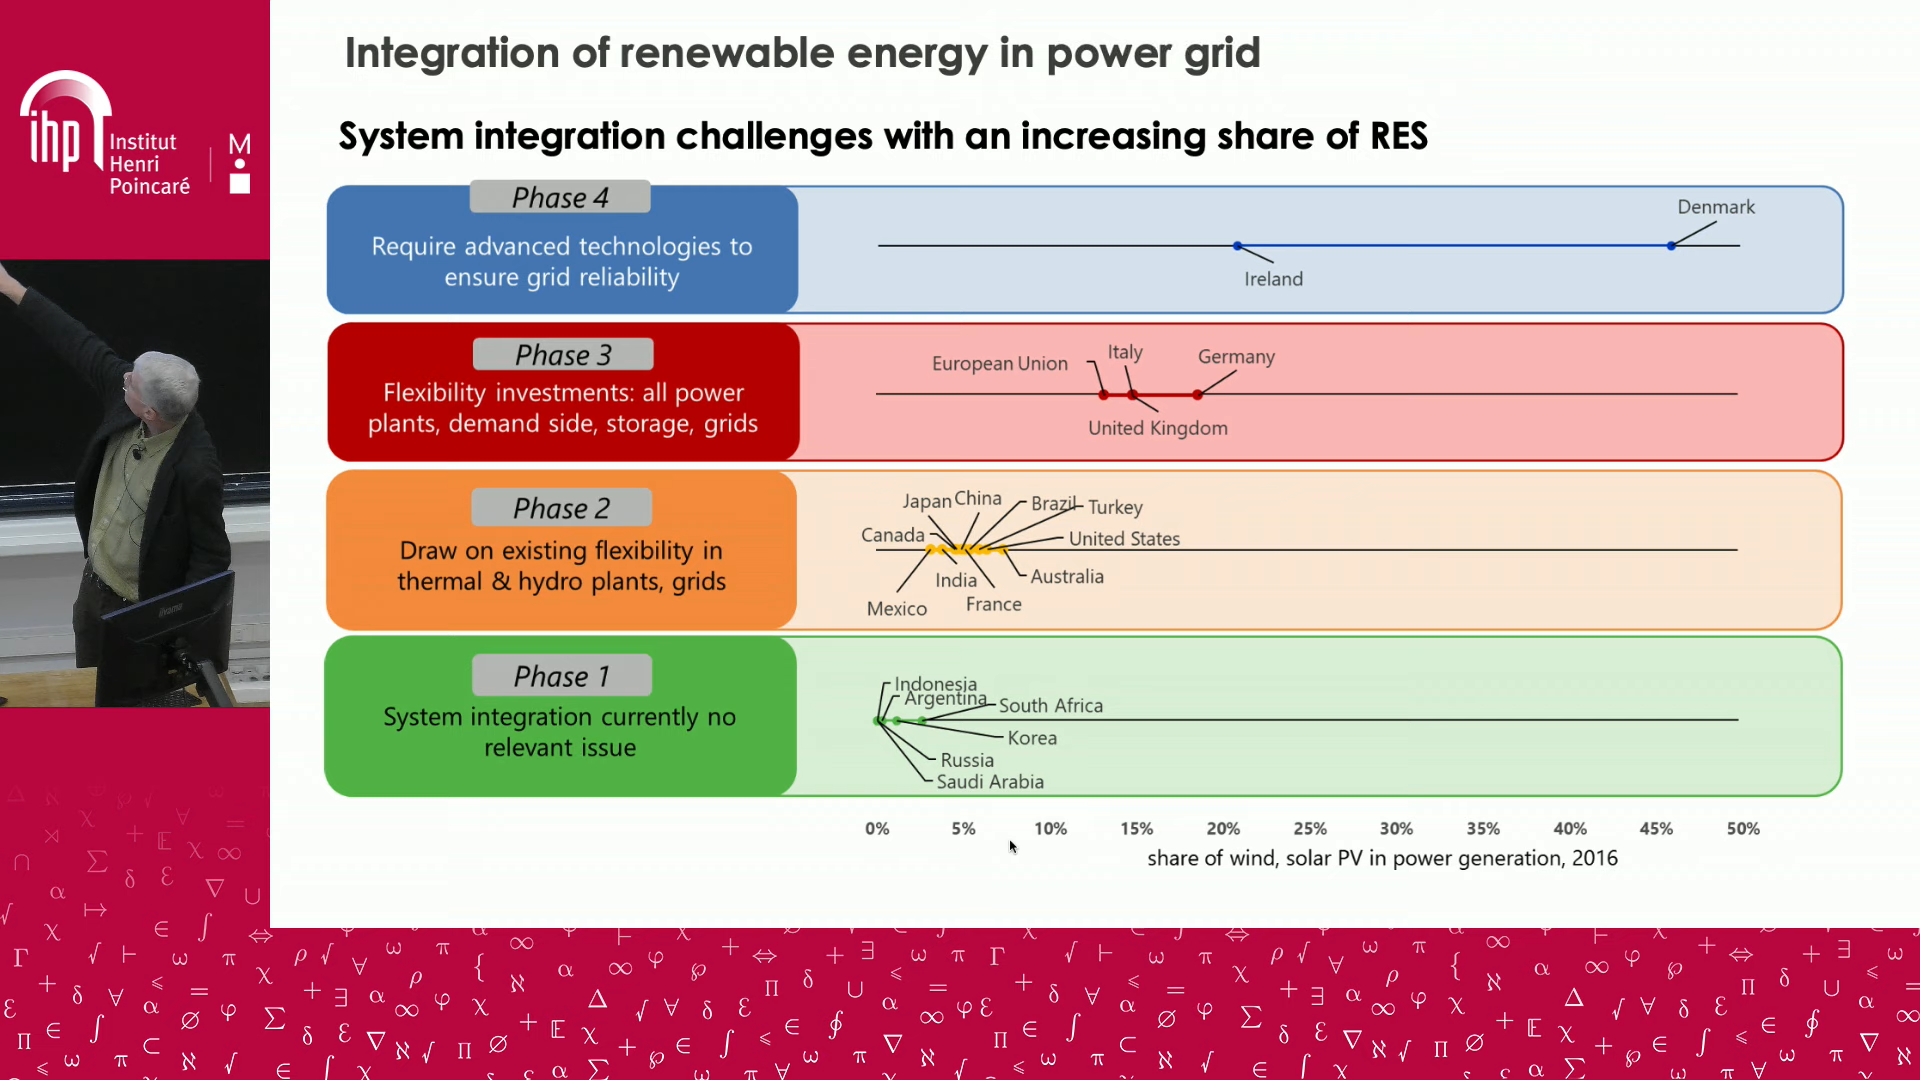 ihp
Institut
Henri
Poincaré
M
Integration of renewable energy in power grid
System integration challenges with an increasing share of RES
Phase 4
Require advanced technologies to
ensure grid reliability
Denmark
Ireland
Phase 3
Flexibility investments: all power
plants, demand side, storage, grids
European Union
Italy
Germany
United Kingdom
Phase 2
Draw on existing flexibility in
thermal & hydro plants, grids
Japan
China
Brazil
Turkey
Canada
United States
India
Australia
Mexico
France
Phase 1
System integration currently no
relevant issue
Indonesia
Argentina
South Africa
Korea
Russia
Saudi Arabia
0% 5% 10% 15% 20% 25% 30% 35% 40% 45% 50%
share of wind, solar PV in power generation, 2016